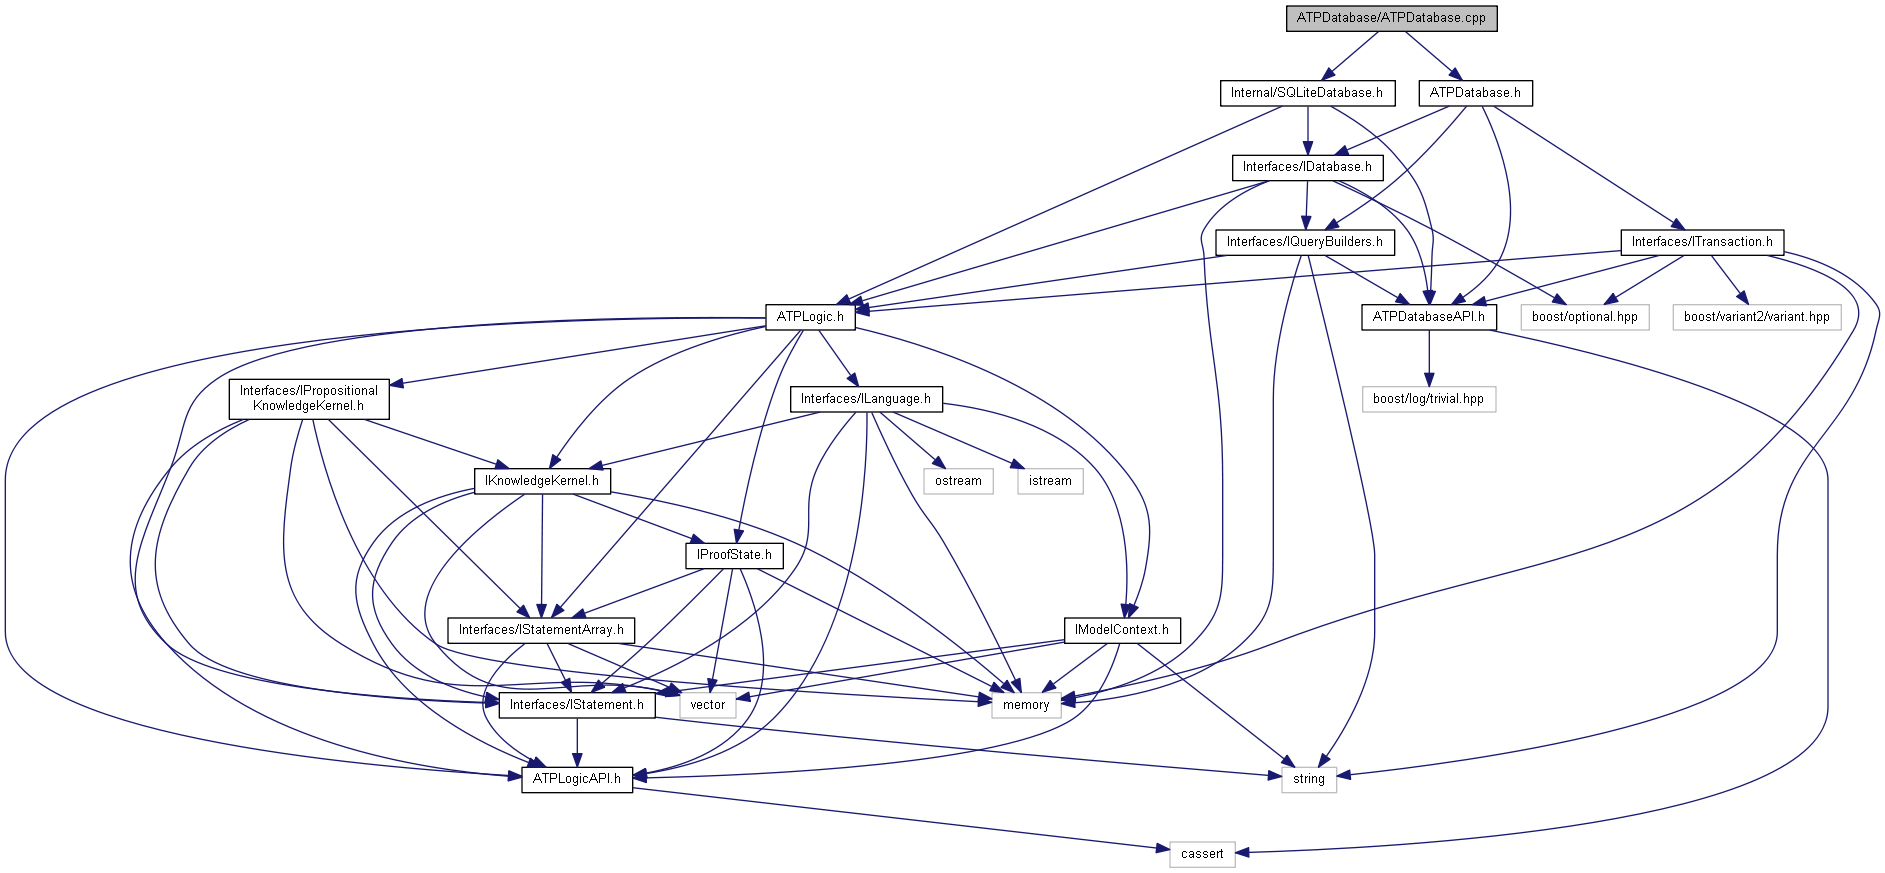 ATPDatabase/ATPDatabase.cpp
Internal/SQLiteDatabase.h
ATPDatabase.h
Interfaces/IDatabase.h
Interfaces/IQueryBuilders.h
Interfaces/ITransaction.h
ATPLogic.h
ATPDatabaseAPI.h
boost/optional.hpp
boost/variant2/variant.hpp
Interfaces/IPropositional
KnowledgeKernel.h
Interfaces/ILanguage.h
boost/log/trivial.hpp
IKnowledgeKernel.h
ostream
istream
IProofState.h
Interfaces/IStatementArray.h
IModelContext.h
Interfaces/IStatement.h
vector
memory
ATPLogicAPI.h
string
cassert